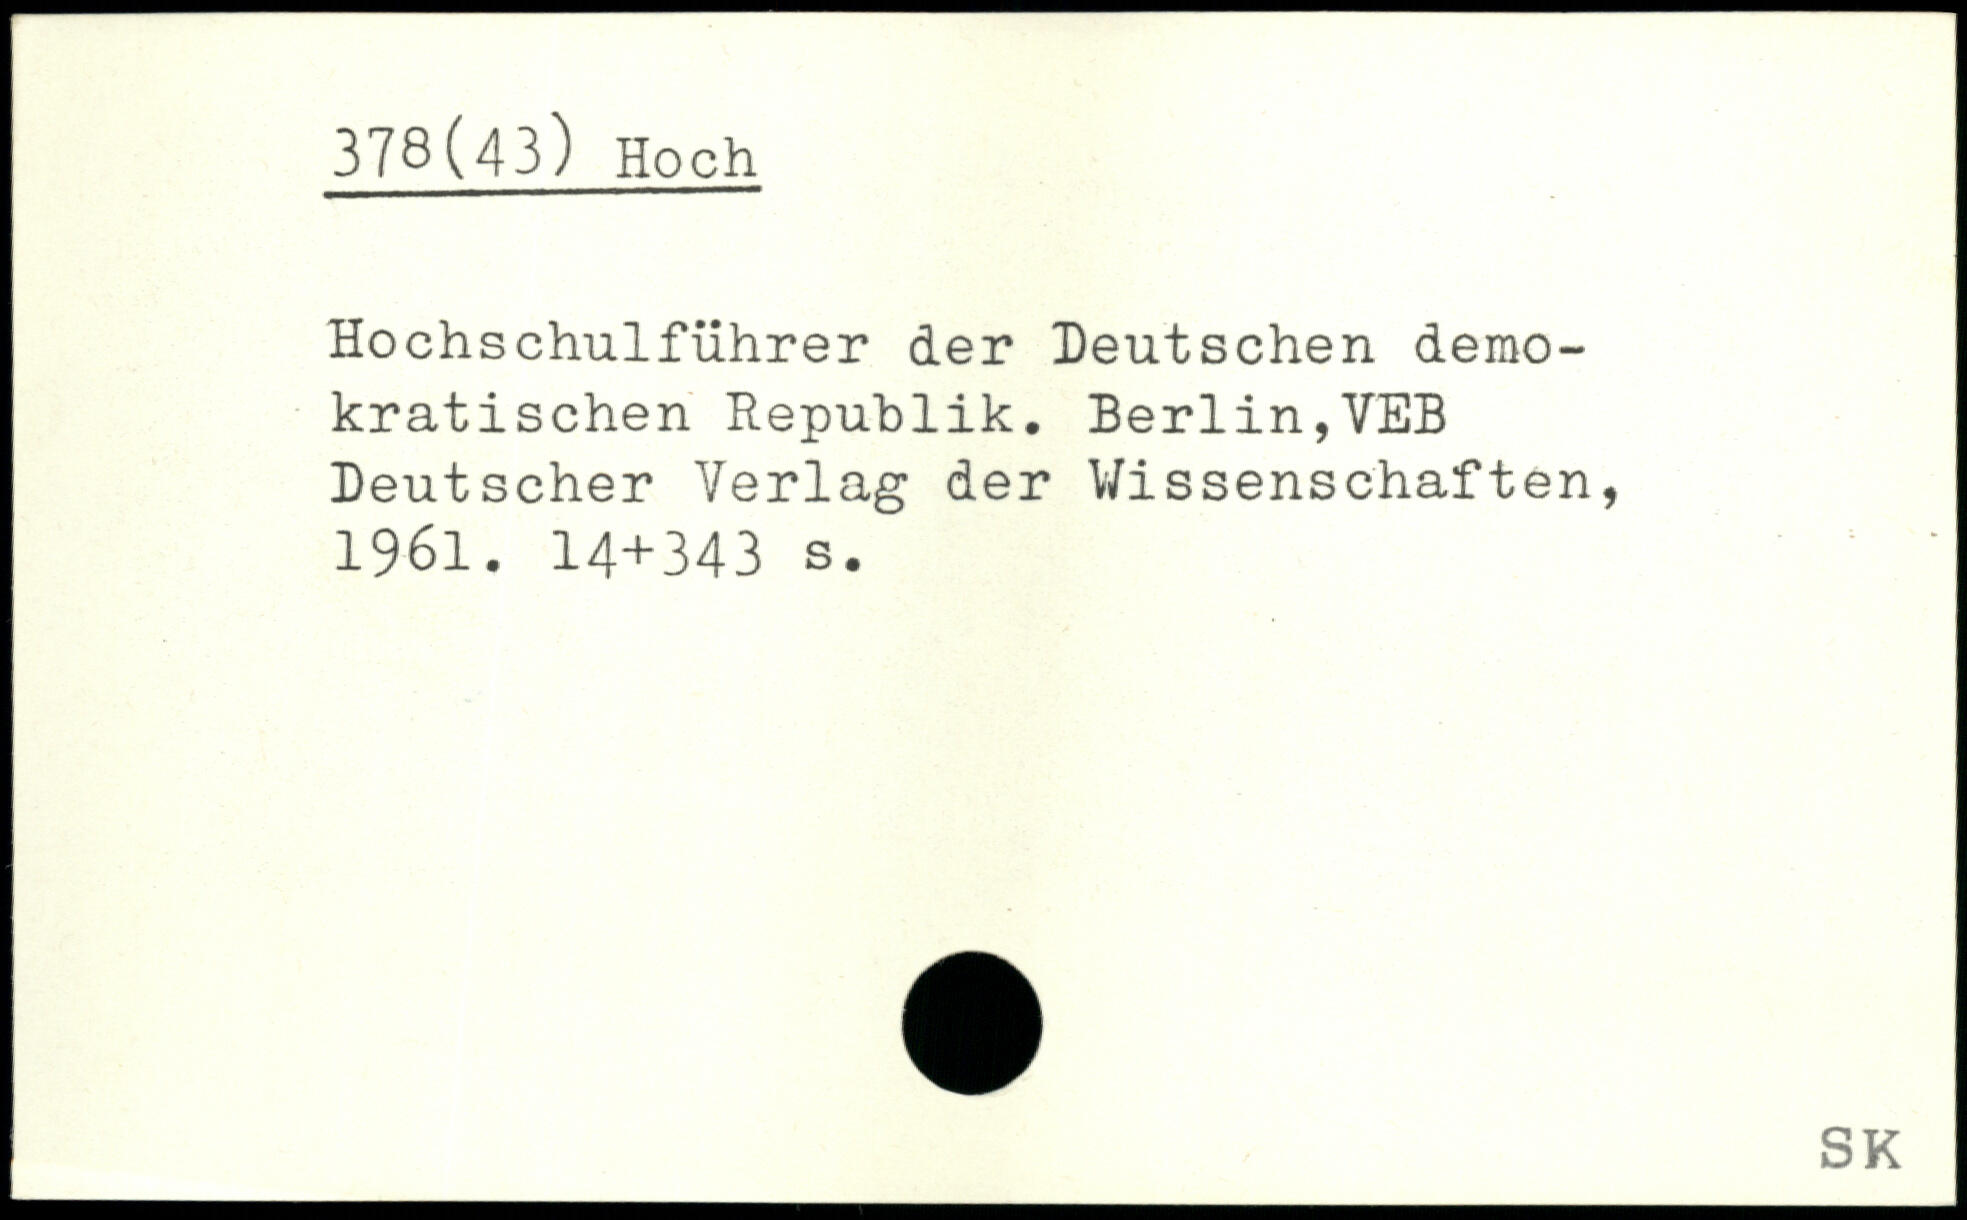 378(43) Hoch
Hochschulführer der Deutschen demo-
kratischen Republik. Berlin,VEB
Deutscher Verlag der Wissenschaften,
1961. 14+343 s.
SK